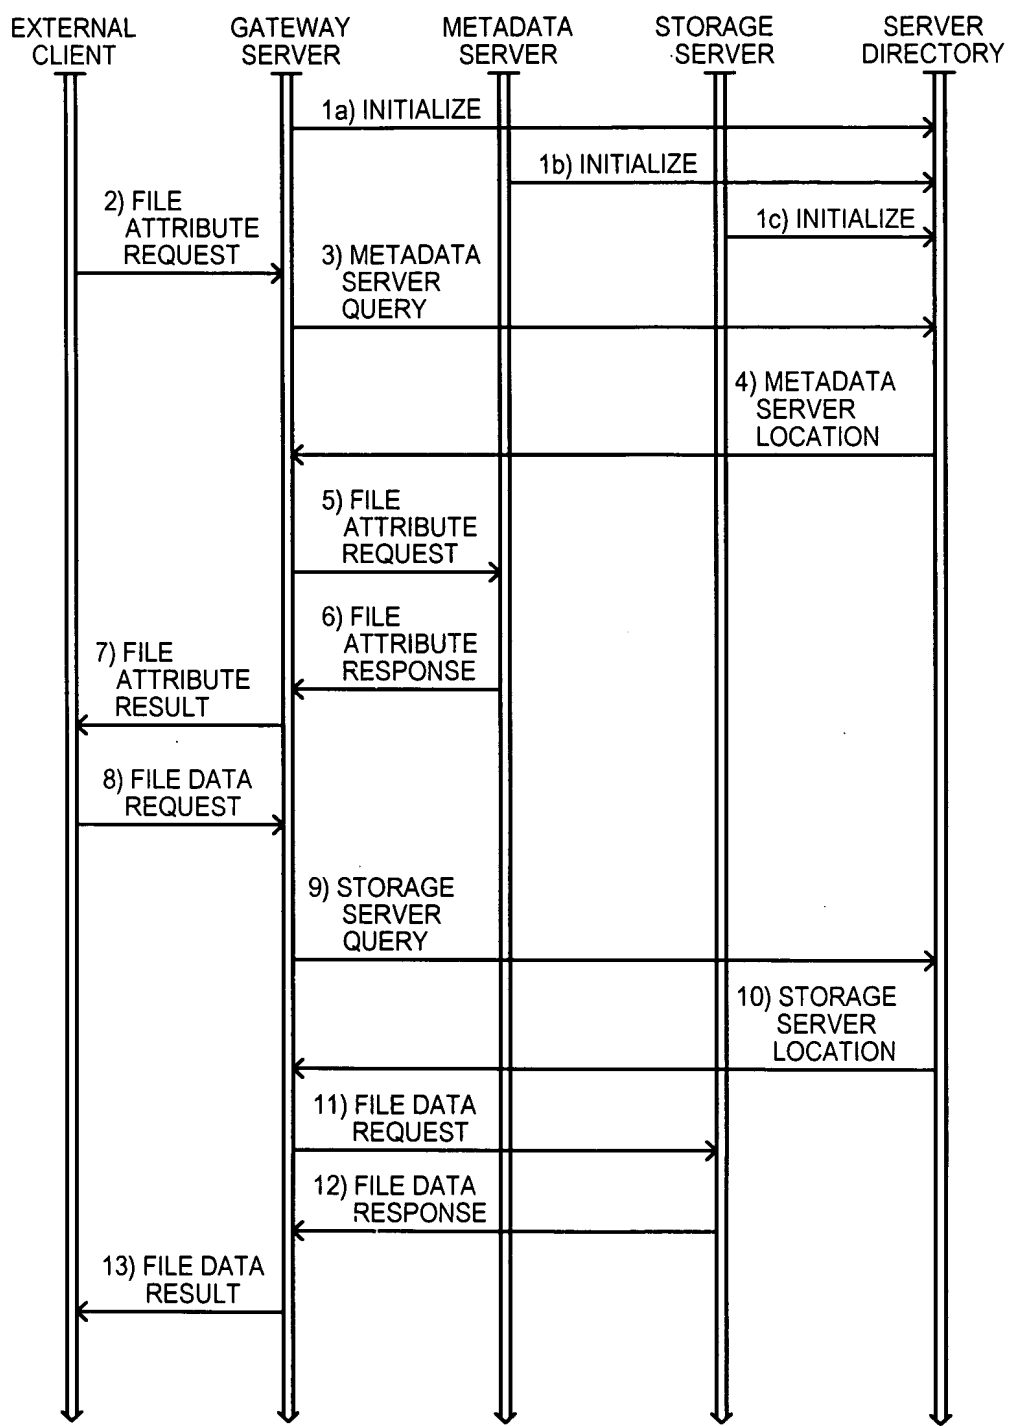 EXTERNAL
CLIENT
GATEWAY
SERVER
METADATA
SERVER
STORAGE
SERVER
SERVER
DIRECTORY
1a) INITIALIZE
1b) INITIALIZE
1c) INITIALIZE
2) FILE
ATTRIBUTE
REQUEST
3) METADATA
SERVER
QUERY
4) METADATA
SERVER
LOCATION
5) FILE
ATTRIBUTE
REQUEST
6) FILE
ATTRIBUTE
RESPONSE
7) FILE
ATTRIBUTE
RESULT
8) FILE DATA
REQUEST
9) STORAGE
SERVER
QUERY
10) STORAGE
SERVER
LOCATION
11) FILE DATA
REQUEST
12) FILE DATA
RESPONSE
13) FILE DATA
RESULT